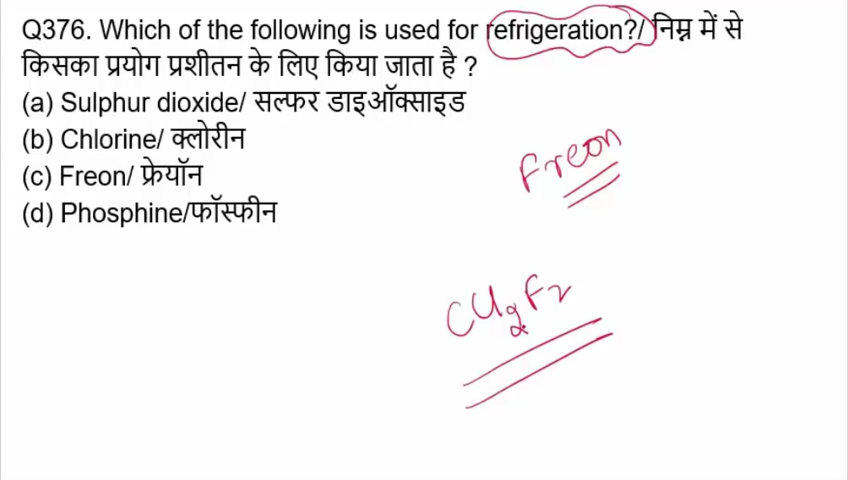 Q376. Which of the following is used for refrigeration?/ निम्न में से
किसका प्रयोग प्रशीतन के लिए किया जाता है ?
(a) Sulphur dioxide/ सल्फर डाइऑक्साइड
(b) Chlorine/ क्लोरीन
(c) Freon/ फ्रेयॉन
(d) Phosphine/फॉस्फीन
Freon
CCl2F2